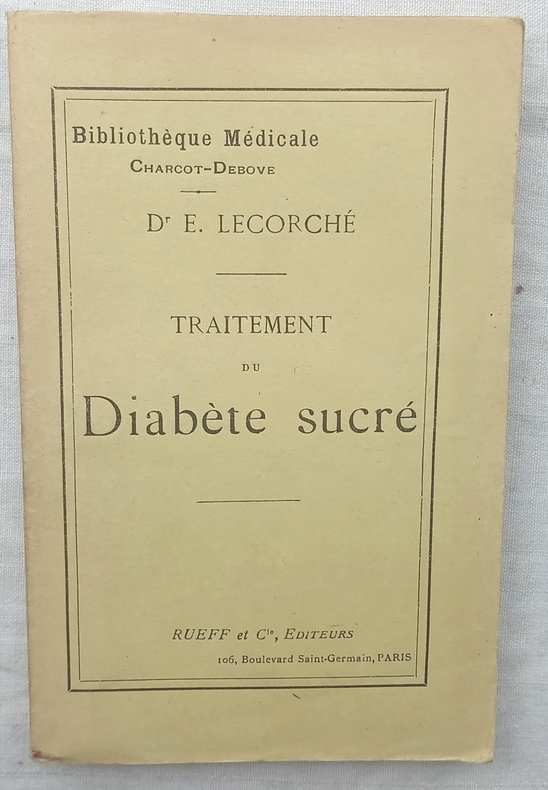 Bibliothèque Médicale
CHARCOT-DEBOVE
Dr E. LECORCHÉ
TRAITEMENT
DU
Diabète sucré
RUEFF et Cie, EDITEURS
106, Boulevard Saint-Germain, PARIS